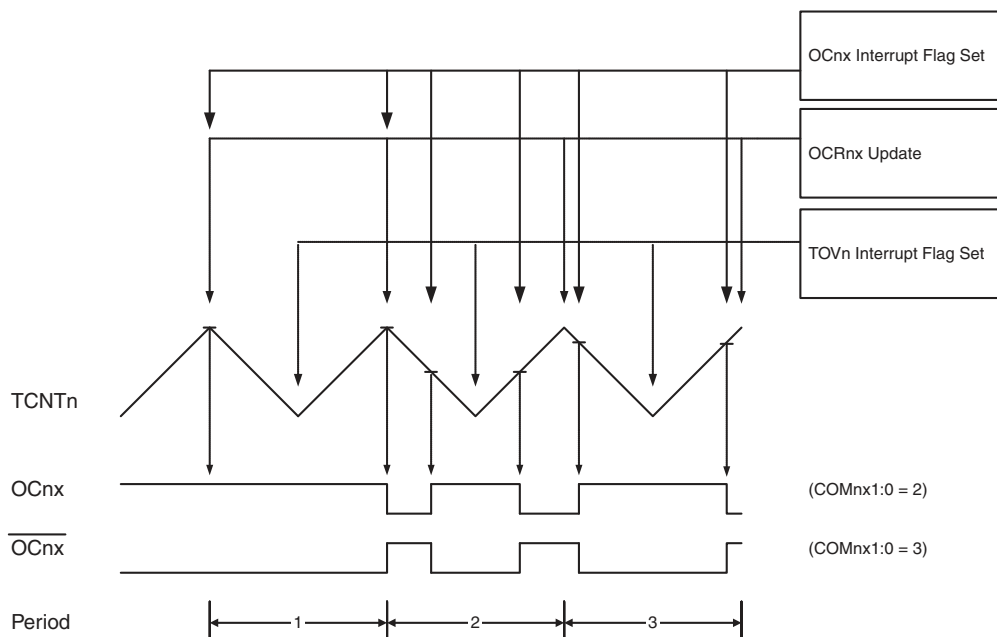 OCnx Interrupt Flag Set
OCRnx Update
TOVn Interrupt Flag Set
TCNTn
OCnx (COMnx1:0 = 2)
OCnx (COMnx1:0 = 3)
Period 1 2 3